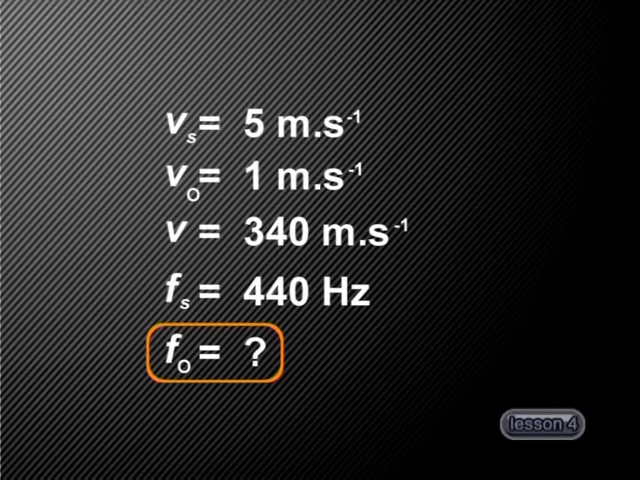 vₛ = 5 m.s⁻¹
vₒ = 1 m.s⁻¹
v = 340 m.s⁻¹
fₛ = 440 Hz
fₒ = ?
lesson 4